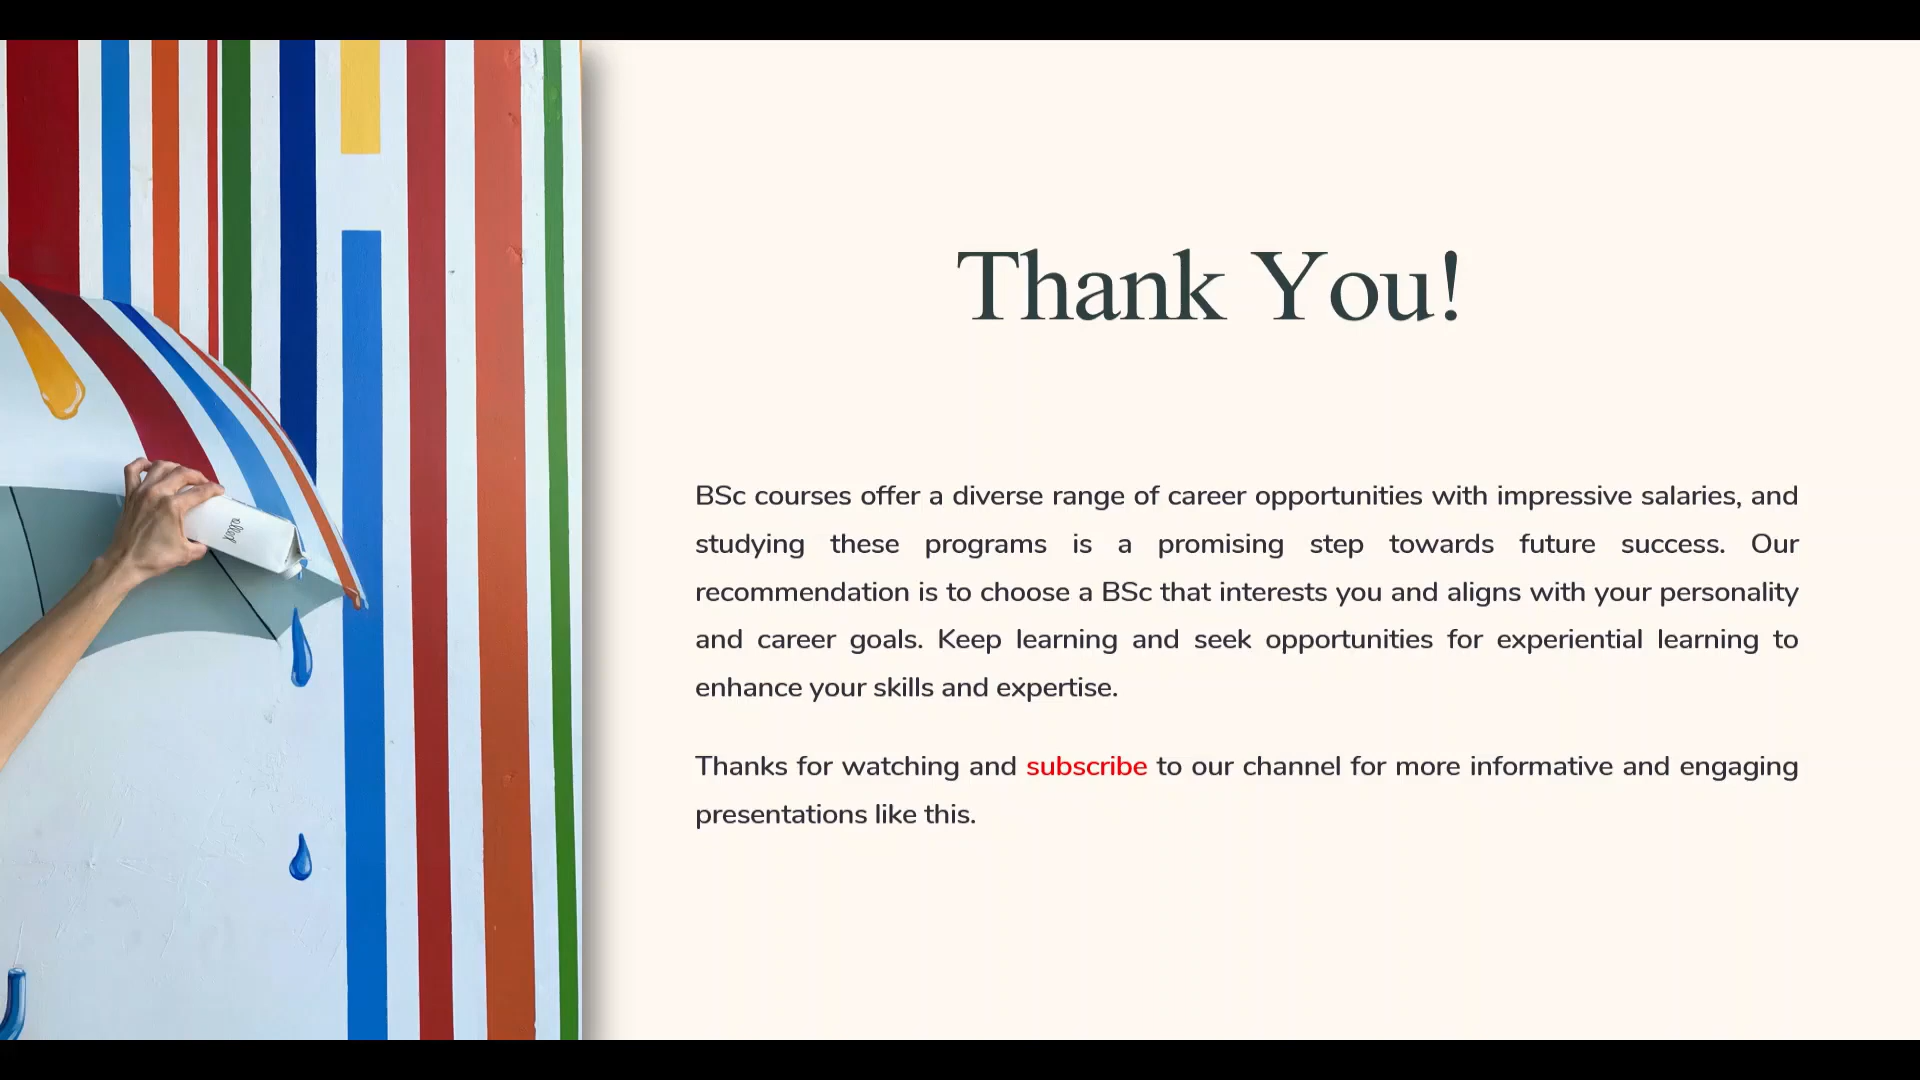 Thank You!
BSc courses offer a diverse range of career opportunities with impressive salaries, and
studying these programs is a promising step towards future success. Our
recommendation is to choose a BSc that interests you and aligns with your personality
and career goals. Keep learning and seek opportunities for experiential learning to
enhance your skills and expertise.
Thanks for watching and subscribe to our channel for more informative and engaging
presentations like this.